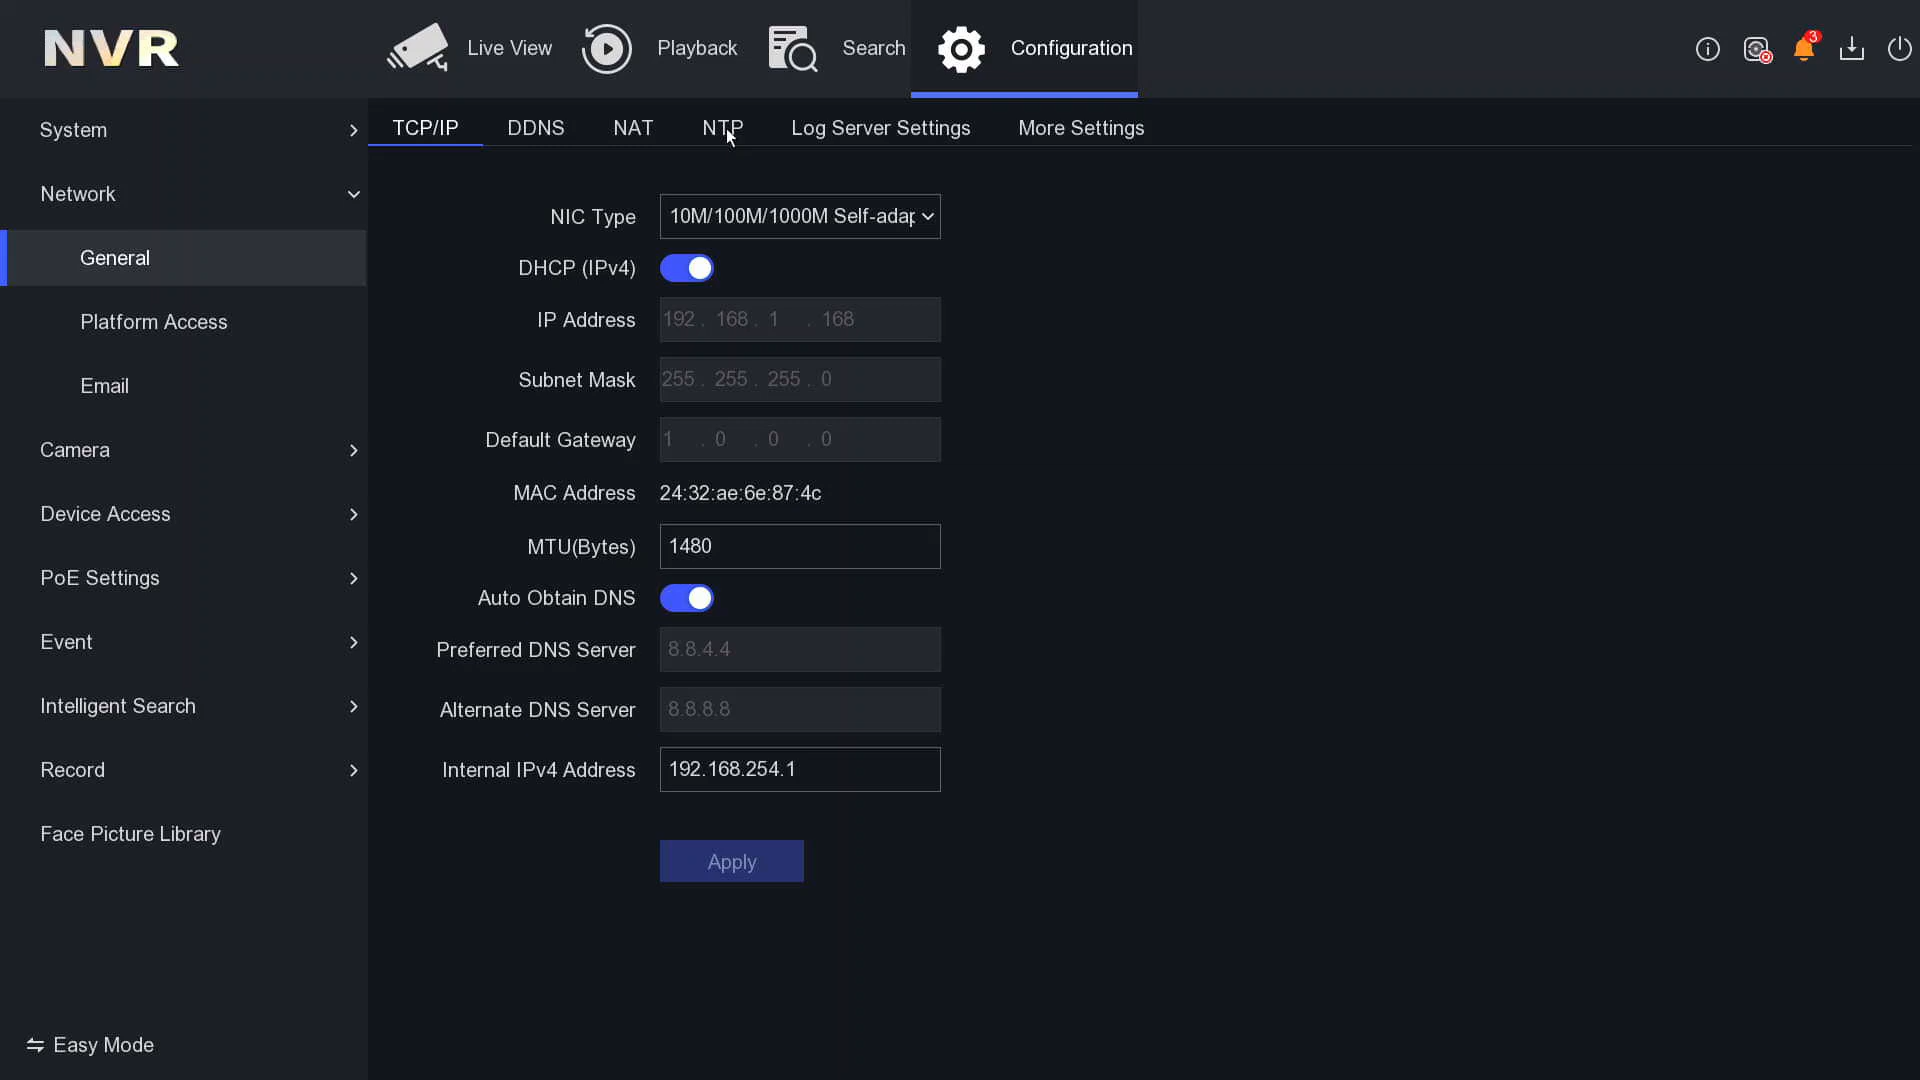 NVR
Live View
Playback
Search
Configuration
3
System
Network
General
Platform Access
Email
Camera
Device Access
PoE Settings
Event
Intelligent Search
Record
Face Picture Library
Easy Mode
TCP/IP DDNS NAT NTP Log Server Settings More Settings
NIC Type 10M/100M/1000M Self-adap
DHCP (IPv4)
IP Address 192 . 168 . 1 . 168
Subnet Mask 255 . 255 . 255 . 0
Default Gateway 1 . 0 . 0 . 0
MAC Address 24:32:ae:6e:87:4c
MTU(Bytes) 1480
Auto Obtain DNS
Preferred DNS Server 8.8.4.4
Alternate DNS Server 8.8.8.8
Internal IPv4 Address 192.168.254.1
Apply